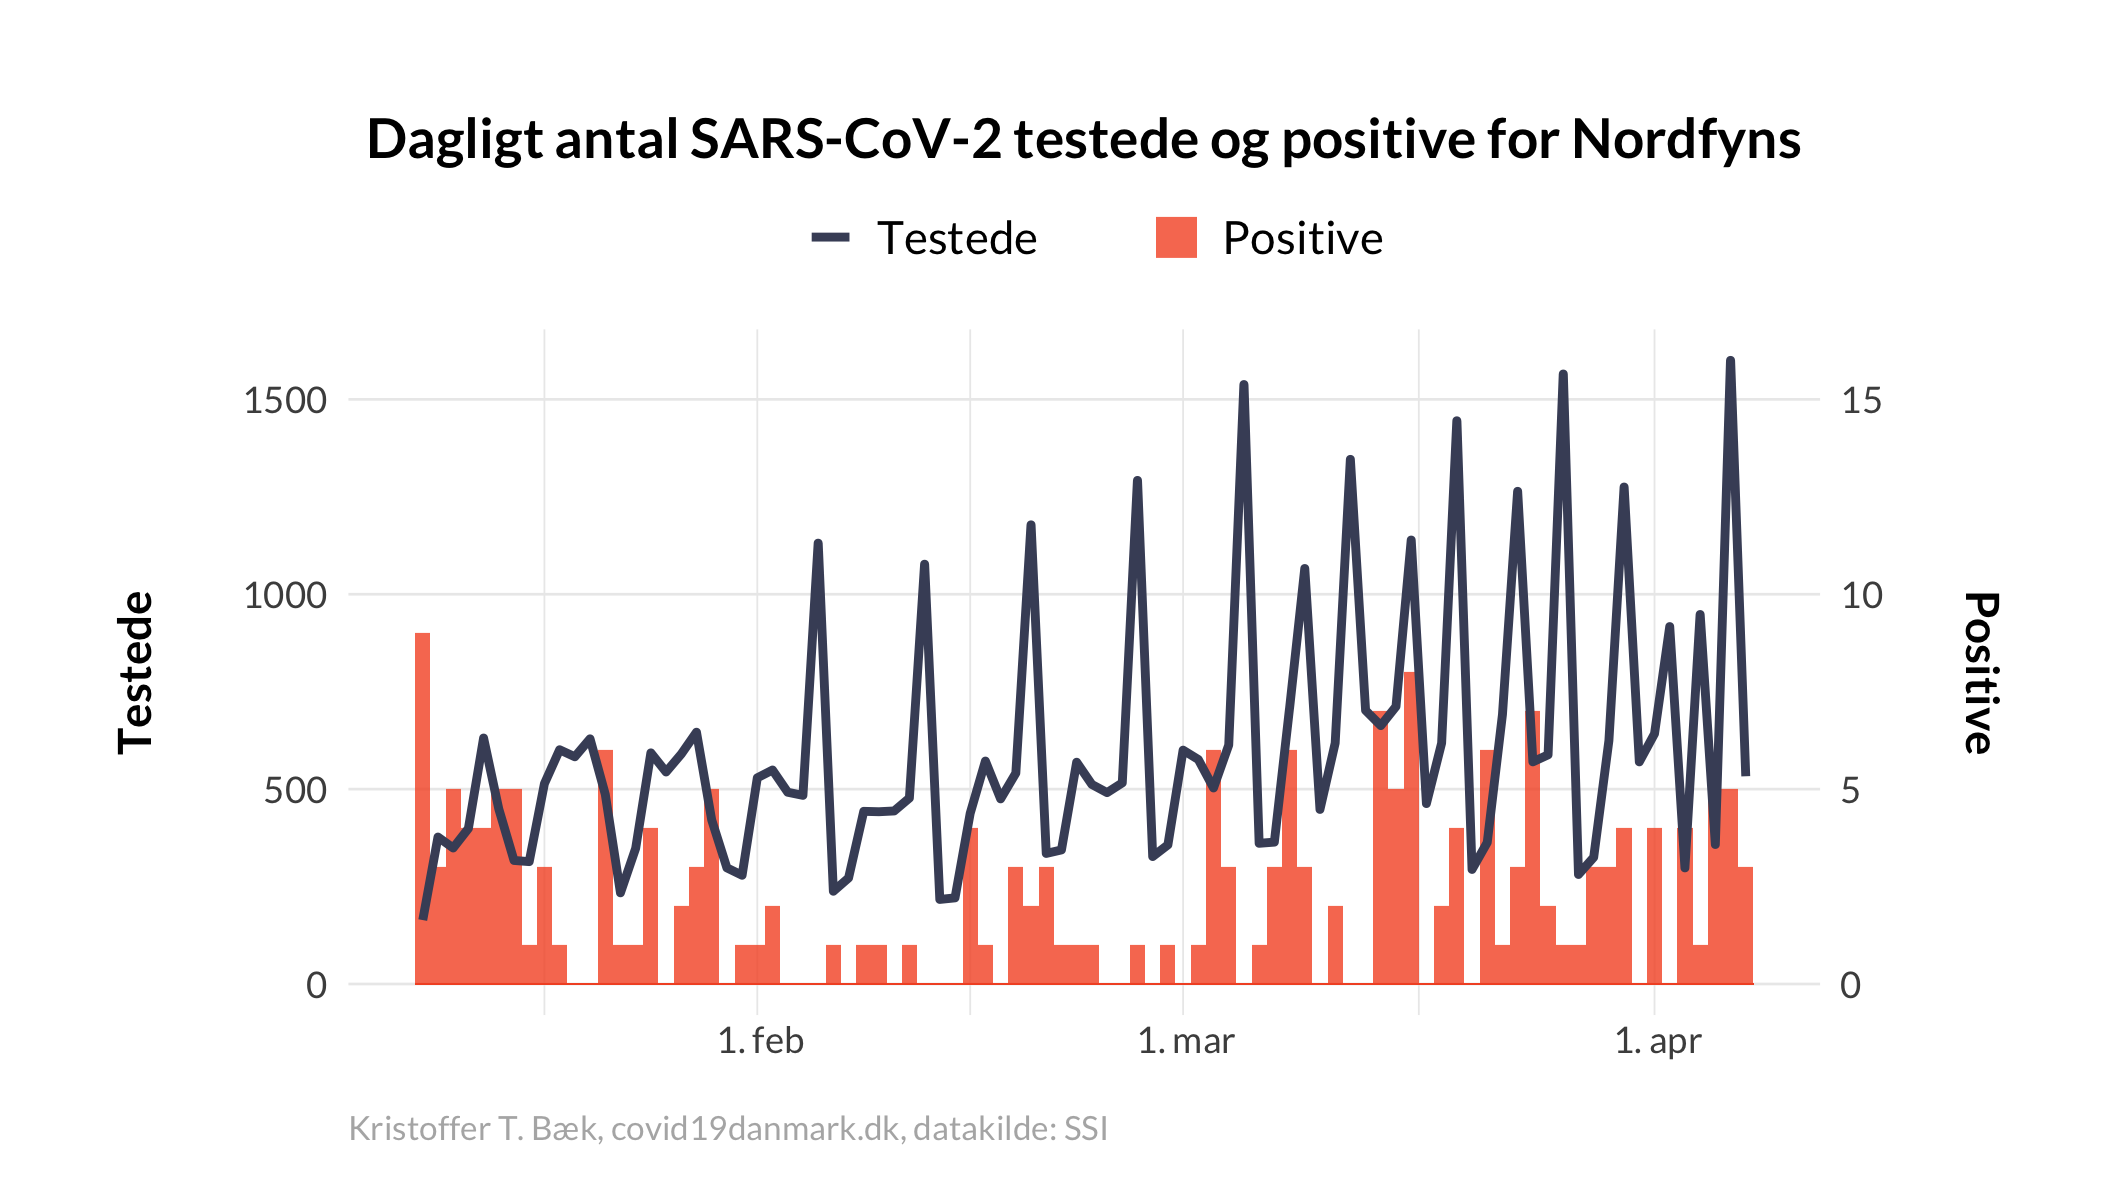 Dagligt antal SARS-CoV-2 testede og positive for Nordfyns
Testede
Positive
1500
1000
500
0
Testede
15
10
5
0
Positive
1. feb
1. mar
1. apr
Kristoffer T. Bæk, covid19danmark.dk, datakilde: SSI